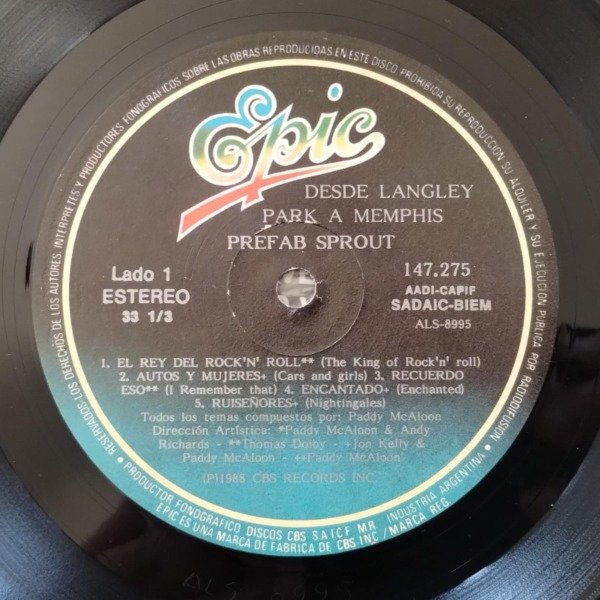 RESERVADOS LOS DERECHOS DE LOS AUTORES, INTERPRETES Y PRODUCTORES FONOGRAFICOS SOBRE LAS OBRAS REPRODUCIDAS EN ESTE DISCO PROHIBIDA SU REPRODUCCION SU ALQUILER Y SU EJECUCION PUBLICA POR RADIODIFUSION
Epic
DESDE LANGLEY
PARK A MEMPHIS
PREFAB SPROUT
Lado 1
ESTEREO
33 1/3
147.275
AADI-CAPIF
SADAIC-BIEM
ALS-8995
1. EL REY DEL ROCK'N' ROLL** (The King of Rock'n' roll)
2. AUTOS Y MUJERES+ (Cars and girls) 3. RECUERDO
ESO** (I Remember that) 4. ENCANTADO+ (Enchanted)
5. RUISEÑORES+ (Nightingales)
Todos los temas compuestos por: Paddy McAloon
Dirección Artística: *Paddy McAloon & Andy
Richards - **Thomas Dolby - +Jon Kelly &
Paddy McAloon - ++Paddy McAloon
(P)1988 CBS RECORDS INC.
PRODUCTOR FONOGRAFICO DISCOS CBS S.A.I.C.F. M.R. INDUSTRIA ARGENTINA
EPIC ES UNA MARCA DE FABRICA DE CBS INC/MARCA REG.
ALS 8995